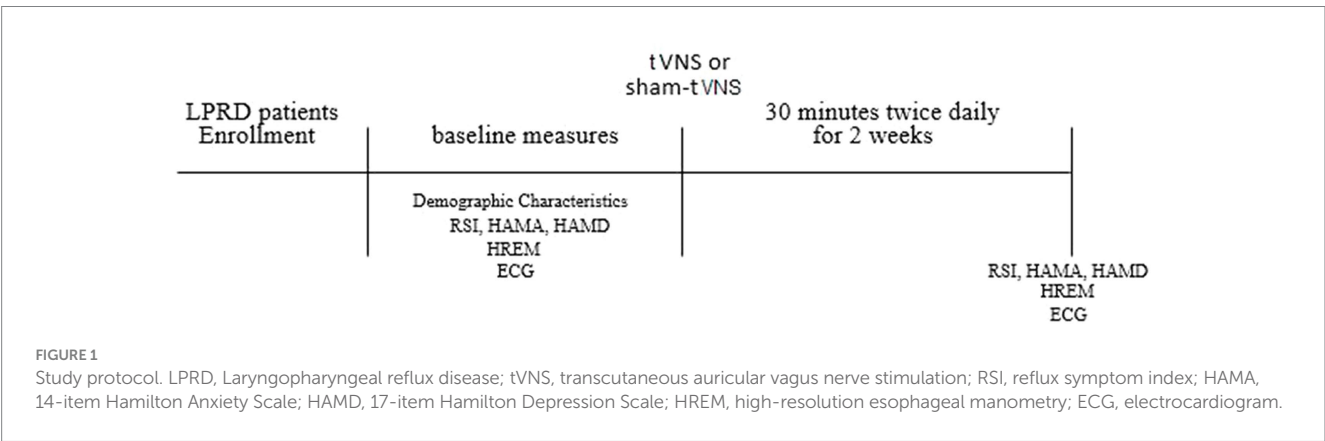 tVNS or
sham-tVNS
LPRD patients
Enrollment
baseline measures
30 minutes twice daily
for 2 weeks
Demographic Characteristics
RSI, HAMA, HAMD
HREM
ECG
RSI, HAMA, HAMD
HREM
ECG
FIGURE 1
Study protocol. LPRD, Laryngopharyngeal reflux disease; tVNS, transcutaneous auricular vagus nerve stimulation; RSI, reflux symptom index; HAMA,
14-item Hamilton Anxiety Scale; HAMD, 17-item Hamilton Depression Scale; HREM, high-resolution esophageal manometry; ECG, electrocardiogram.